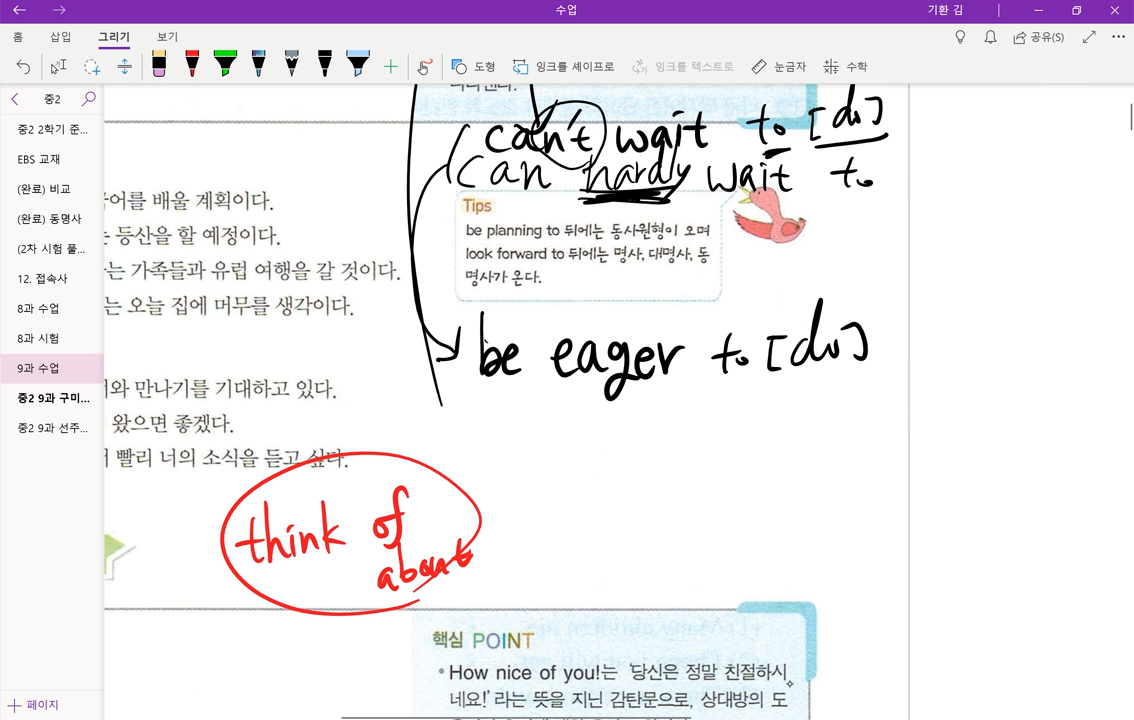 수업
기환 김
홈 삽입 그리기 보기
공유(S)
도형 잉크를 셰이프로 잉크를 텍스트로 눈금자 수학
중2
중2 2학기 준...
EBS 교재
(완료) 비교
(완료) 동명사
(2차 시험 풀...
12. 접속사
8과 수업
8과 시험
9과 수업
중2 9과 구미...
중2 9과 선주...
페이지
can't wait to [do]
can hardly wait to
어를 배울 계획이다.
등산을 할 예정이다.
는 가족들과 유럽 여행을 갈 것이다.
는 오늘 집에 머무를 생각이다.
Tips
be planning to 뒤에는 동사원형이 오며
look forward to 뒤에는 명사, 대명사, 동
명사가 온다.
be eager to [do]
와 만나기를 기대하고 있다.
왔으면 좋겠다.
빨리 너의 소식을 듣고 싶다.
think of
about
핵심 POINT
• How nice of you!는 '당신은 정말 친절하시
네요!' 라는 뜻을 지닌 감탄문으로, 상대방의 도